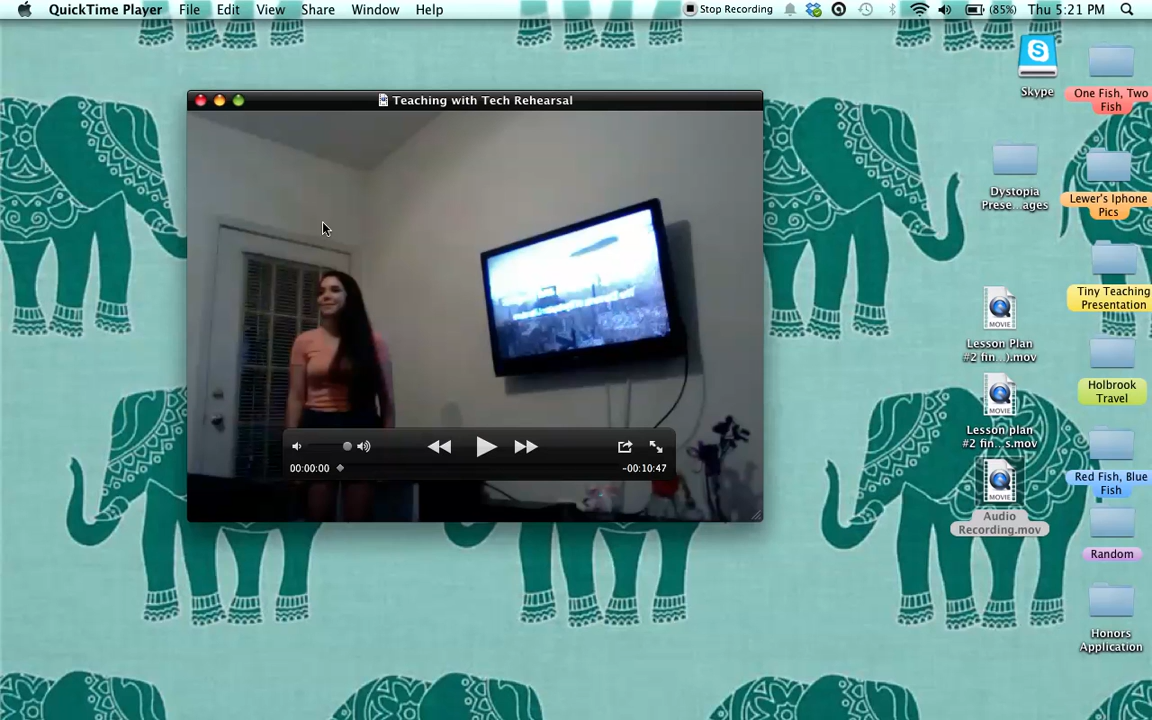 QuickTime Player File Edit View Share Window Help Stop Recording (85%) Thu 5:21 PM
Teaching with Tech Rehearsal
00:00:00 -00:10:47
Skype
One Fish, Two
Fish
Dystopia
Prese...ages
Lewer's Iphone
Pics
Tiny Teaching
Presentation
MOVIE
Lesson Plan
#2 fin...).mov
Holbrook
Travel
MOVIE
Lesson plan
#2 fin...s.mov
Red Fish, Blue
Fish
MOVIE
Audio
Recording.mov
Random
Honors
Application